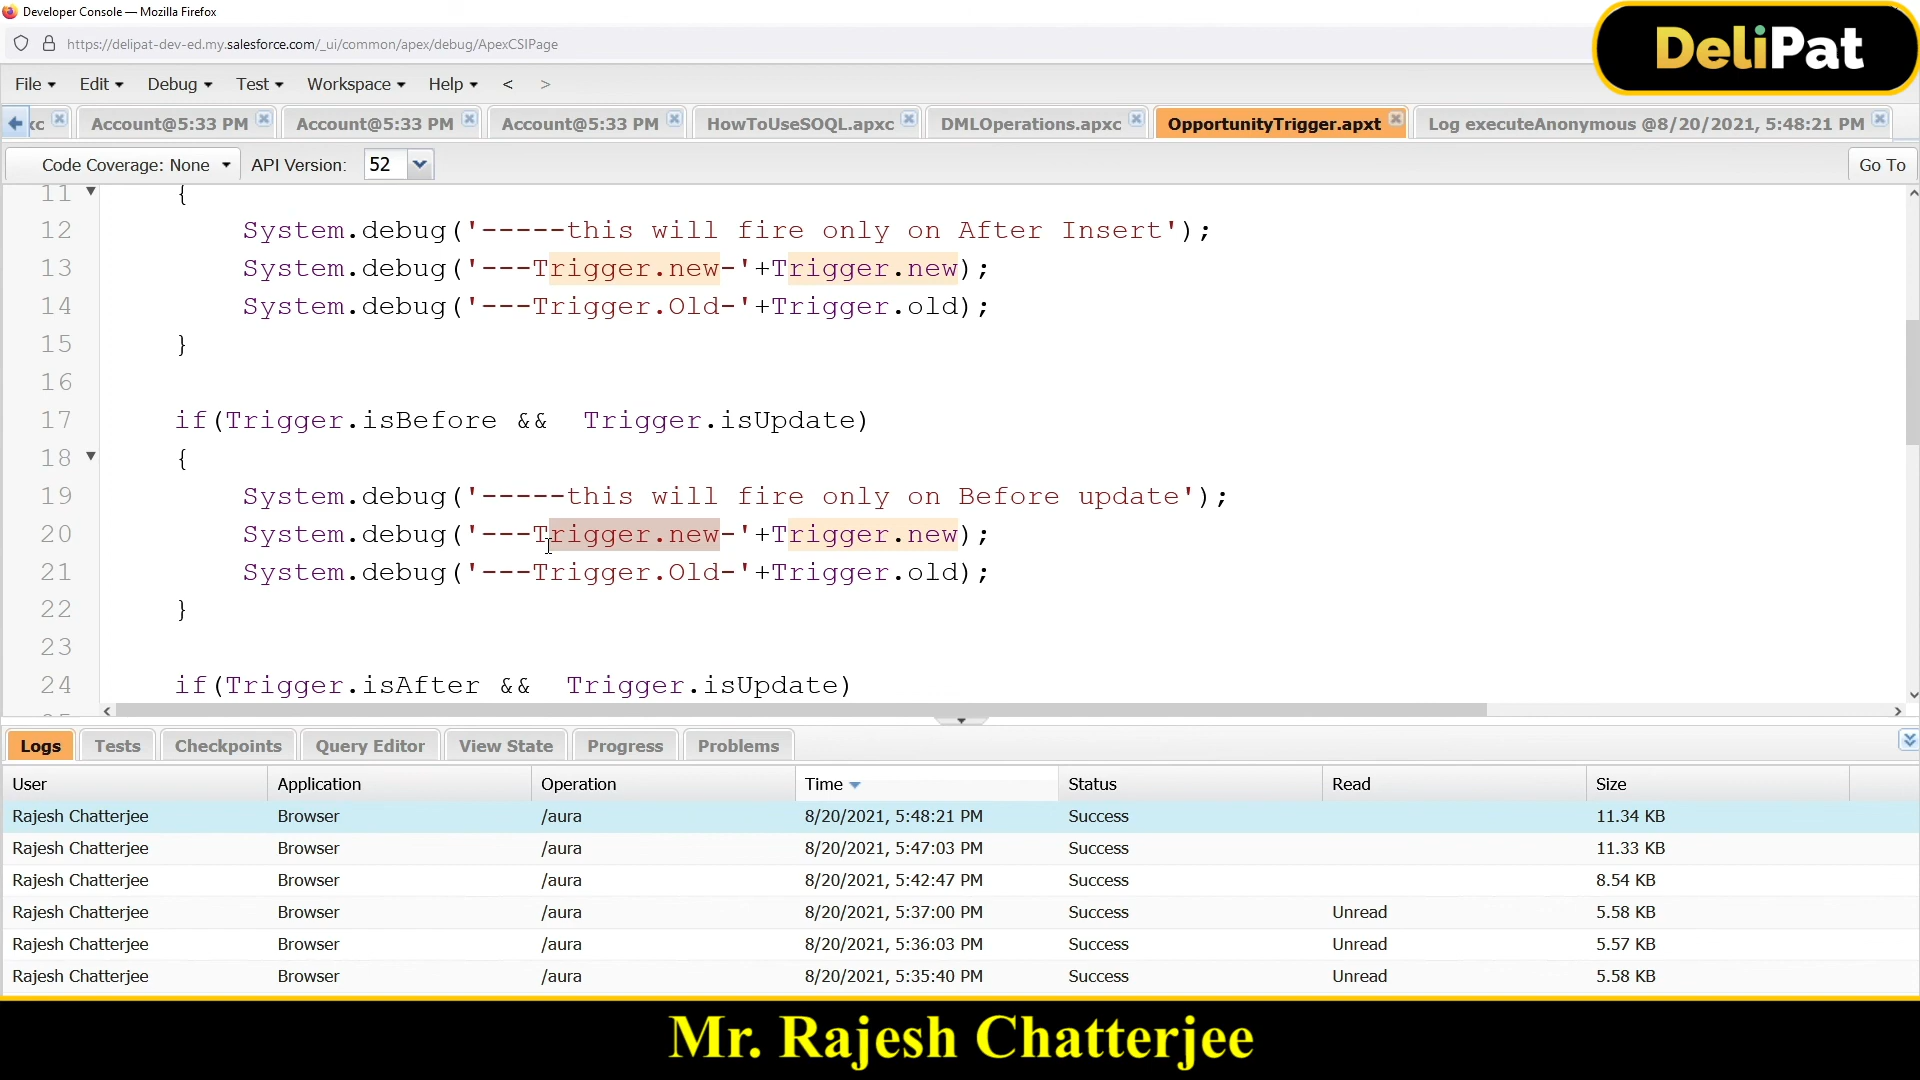 Developer Console — Mozilla Firefox
https://delipat-dev-ed.my.salesforce.com/_ui/common/apex/debug/ApexCSIPage
DeliPat
File Edit Debug Test Workspace Help < >
xc Account@5:33 PM Account@5:33 PM Account@5:33 PM HowToUseSOQL.apxc DMLOperations.apxc OpportunityTrigger.apxt Log executeAnonymous @8/20/2021, 5:48:21 PM
Code Coverage: None API Version: 52 Go To
11 {
12 System.debug('-----this will fire only on After Insert');
13 System.debug('---Trigger.new-'+Trigger.new);
14 System.debug('---Trigger.Old-'+Trigger.old);
15 }
16
17 if(Trigger.isBefore && Trigger.isUpdate)
18 {
19 System.debug('-----this will fire only on Before update');
20 System.debug('---Trigger.new-'+Trigger.new);
21 System.debug('---Trigger.Old-'+Trigger.old);
22 }
23
24 if(Trigger.isAfter && Trigger.isUpdate)
Logs Tests Checkpoints Query Editor View State Progress Problems
User Application Operation Time Status Read Size
Rajesh Chatterjee Browser /aura 8/20/2021, 5:48:21 PM Success 11.34 KB
Rajesh Chatterjee Browser /aura 8/20/2021, 5:47:03 PM Success 11.33 KB
Rajesh Chatterjee Browser /aura 8/20/2021, 5:42:47 PM Success 8.54 KB
Rajesh Chatterjee Browser /aura 8/20/2021, 5:37:00 PM Success Unread 5.58 KB
Rajesh Chatterjee Browser /aura 8/20/2021, 5:36:03 PM Success Unread 5.57 KB
Rajesh Chatterjee Browser /aura 8/20/2021, 5:35:40 PM Success Unread 5.58 KB
Mr. Rajesh Chatterjee